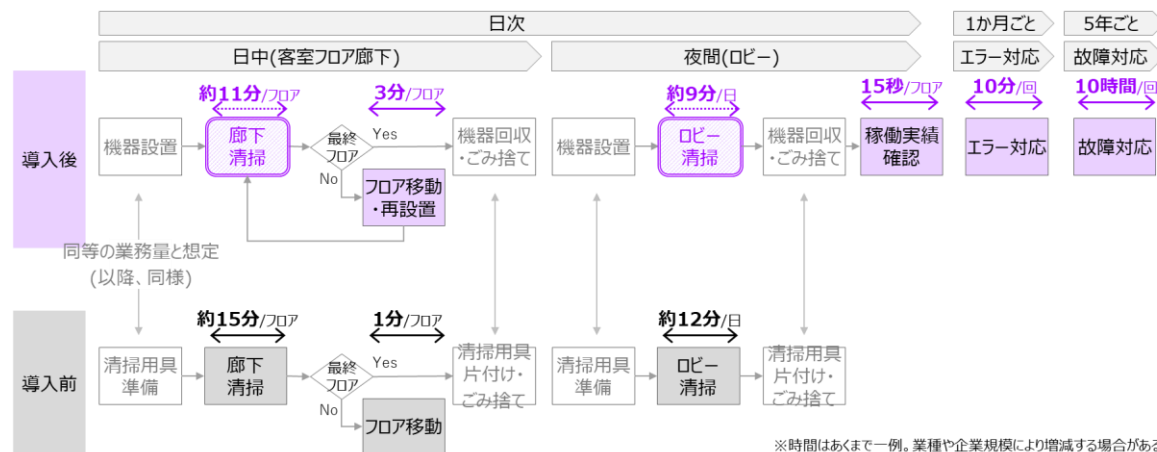 日次
1か月ごと
5年ごと
日中(客室フロア廊下)
夜間(ロビー)
エラー対応
故障対応
導入後
約11分/フロア
3分/フロア
約9分/日
15秒/フロア
10分/回
10時間/回
機器設置
廊下
清掃
最終
フロア
Yes
No
機器回収
・ごみ捨て
フロア移動
・再設置
機器設置
ロビー
清掃
機器回収
・ごみ捨て
稼働実績
確認
エラー対応
故障対応
同等の業務量と想定
(以降、同様)
導入前
約15分/フロア
1分/フロア
約12分/日
清掃用具
準備
廊下
清掃
最終
フロア
Yes
No
清掃用具
片付け・
ごみ捨て
フロア移動
清掃用具
準備
ロビー
清掃
清掃用具
片付け・
ごみ捨て
※時間はあくまで一例。業種や企業規模により増減する場合がある